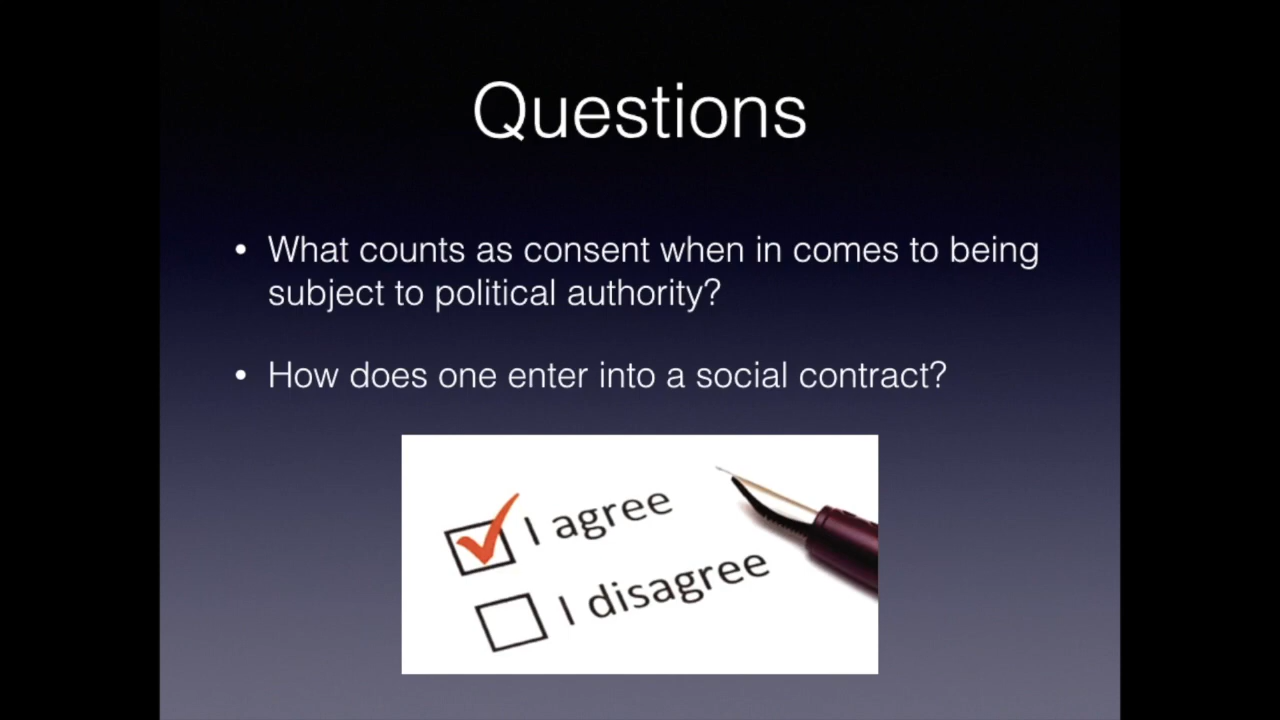 Questions
• What counts as consent when in comes to being
subject to political authority?
• How does one enter into a social contract?
I agree
I disagree